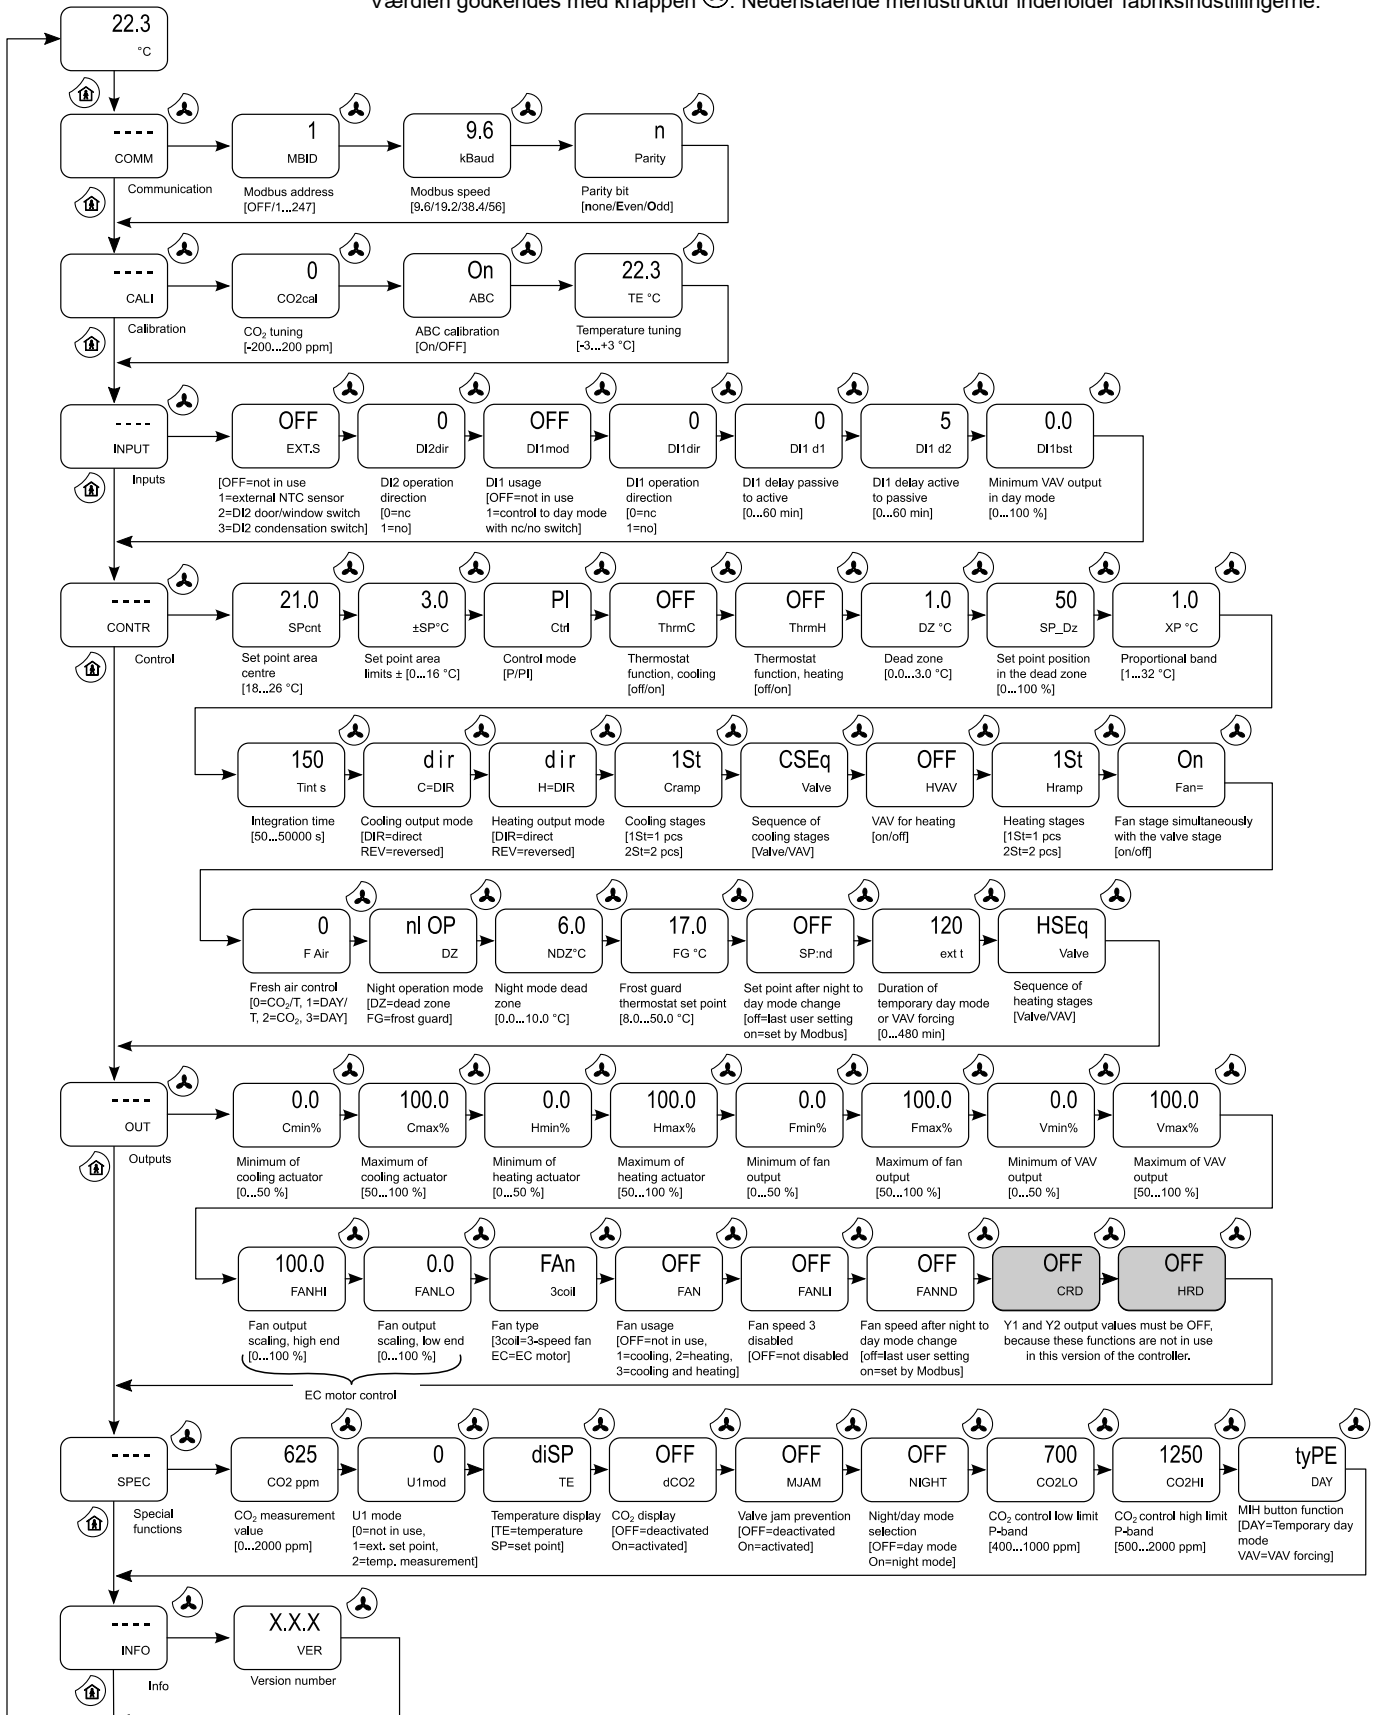 Værdien godkendes med knappen . Nedenstående menustruktur indeholder fabriksindstillingerne.
22.3
°C
----
COMM
Communication
1
MBID
Modbus address
[OFF/1...247]
9.6
kBaud
Modbus speed
[9.6/19.2/38.4/56]
n
Parity
Parity bit
[none/Even/Odd]
----
CALI
Calibration
0
CO2cal
CO₂ tuning
[-200...200 ppm]
On
ABC
ABC calibration
[On/OFF]
22.3
TE °C
Temperature tuning
[-3...+3 °C]
----
INPUT
Inputs
OFF
EXT.S
[OFF=not in use
1=external NTC sensor
2=DI2 door/window switch
3=DI2 condensation switch]
0
DI2dir
DI2 operation
direction
[0=nc
1=no]
OFF
DI1mod
DI1 usage
[OFF=not in use
1=control to day mode
with nc/no switch]
0
DI1dir
DI1 operation
direction
[0=nc
1=no]
0
DI1 d1
DI1 delay passive
to active
[0...60 min]
5
DI1 d2
DI1 delay active
to passive
[0...60 min]
0.0
DI1bst
Minimum VAV output
in day mode
[0...100 %]
----
CONTR
Control
21.0
SPcnt
Set point area
centre
[18...26 °C]
3.0
±SP°C
Set point area
limits ± [0...16 °C]
PI
Ctrl
Control mode
[P/PI]
OFF
ThrmC
Thermostat
function, cooling
[off/on]
OFF
ThrmH
Thermostat
function, heating
[off/on]
1.0
DZ °C
Dead zone
[0.0...3.0 °C]
50
SP_Dz
Set point position
in the dead zone
[0...100 %]
1.0
XP °C
Proportional band
[1...32 °C]
150
Tint s
Integration time
[50...50000 s]
dir
C=DIR
Cooling output mode
[DIR=direct
REV=reversed]
dir
H=DIR
Heating output mode
[DIR=direct
REV=reversed]
1St
Cramp
Cooling stages
[1St=1 pcs
2St=2 pcs]
CSEq
Valve
Sequence of
cooling stages
[Valve/VAV]
OFF
HVAV
VAV for heating
[on/off]
1St
Hramp
Heating stages
[1St=1 pcs
2St=2 pcs]
On
Fan=
Fan stage simultaneously
with the valve stage
[on/off]
0
F Air
Fresh air control
[0=CO₂/T, 1=DAY/
T, 2=CO₂, 3=DAY]
nI OP
DZ
Night operation mode
[DZ=dead zone
FG=frost guard]
6.0
NDZ°C
Night mode dead
zone
[0.0...10.0 °C]
17.0
FG °C
Frost guard
thermostat set point
[8.0...50.0 °C]
OFF
SP:nd
Set point after night to
day mode change
[off=last user setting
on=set by Modbus]
120
ext t
Duration of
temporary day mode
or VAV forcing
[0...480 min]
HSEq
Valve
Sequence of
heating stages
[Valve/VAV]
----
OUT
Outputs
0.0
Cmin%
Minimum of
cooling actuator
[0...50 %]
100.0
Cmax%
Maximum of
cooling actuator
[50...100 %]
0.0
Hmin%
Minimum of
heating actuator
[0...50 %]
100.0
Hmax%
Maximum of
heating actuator
[50...100 %]
0.0
Fmin%
Minimum of fan
output
[0...50 %]
100.0
Fmax%
Maximum of fan
output
[50...100 %]
0.0
Vmin%
Minimum of VAV
output
[0...50 %]
100.0
Vmax%
Maximum of VAV
output
[50...100 %]
100.0
FANHI
Fan output
scaling, high end
[0...100 %]
0.0
FANLO
Fan output
scaling, low end
[0...100 %]
EC motor control
FAn
3coil
Fan type
[3coil=3-speed fan
EC=EC motor]
OFF
FAN
Fan usage
[OFF=not in use,
1=cooling, 2=heating,
3=cooling and heating]
OFF
FANLI
Fan speed 3
disabled
[OFF=not disabled
OFF
FANND
Fan speed after night to
day mode change
[off=last user setting
on=set by Modbus]
OFF
CRD
OFF
HRD
Y1 and Y2 output values must be OFF,
because these functions are not in use
in this version of the controller.
----
SPEC
Special
functions
625
CO2 ppm
CO₂ measurement
value
[0...2000 ppm]
0
U1mod
U1 mode
[0=not in use,
1=ext. set point,
2=temp. measurement]
diSP
TE
Temperature display
[TE=temperature
SP=set point]
OFF
dCO2
CO₂ display
[OFF=deactivated
On=activated]
OFF
MJAM
Valve jam prevention
[OFF=deactivated
On=activated]
OFF
NIGHT
Night/day mode
selection
[OFF=day mode
On=night mode]
700
CO2LO
CO₂ control low limit
P-band
[400...1000 ppm]
1250
CO2HI
CO₂ control high limit
P-band
[500...2000 ppm]
tyPE
DAY
MIH button function
[DAY=Temporary day
mode
VAV=VAV forcing]
----
INFO
Info
X.X.X
VER
Version number